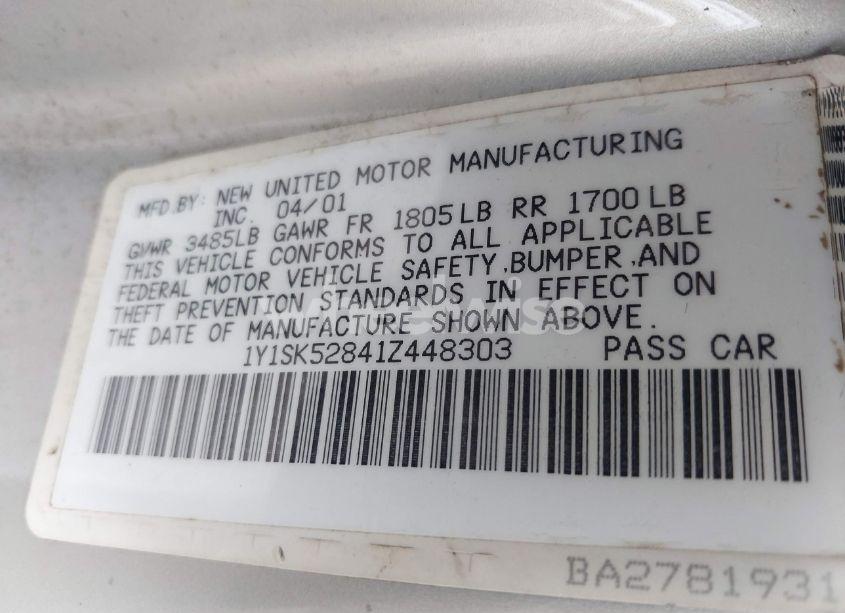 MFD.BY: NEW UNITED MOTOR MANUFACTURING
INC. 04/01
GVWR 3485LB GAWR FR 1805LB RR 1700LB
THIS VEHICLE CONFORMS TO ALL APPLICABLE
FEDERAL MOTOR VEHICLE SAFETY,BUMPER,AND
THEFT PREVENTION STANDARDS IN EFFECT ON
THE DATE OF MANUFACTURE SHOWN ABOVE.
1Y1SK52841Z448303 PASS CAR
BA2781931